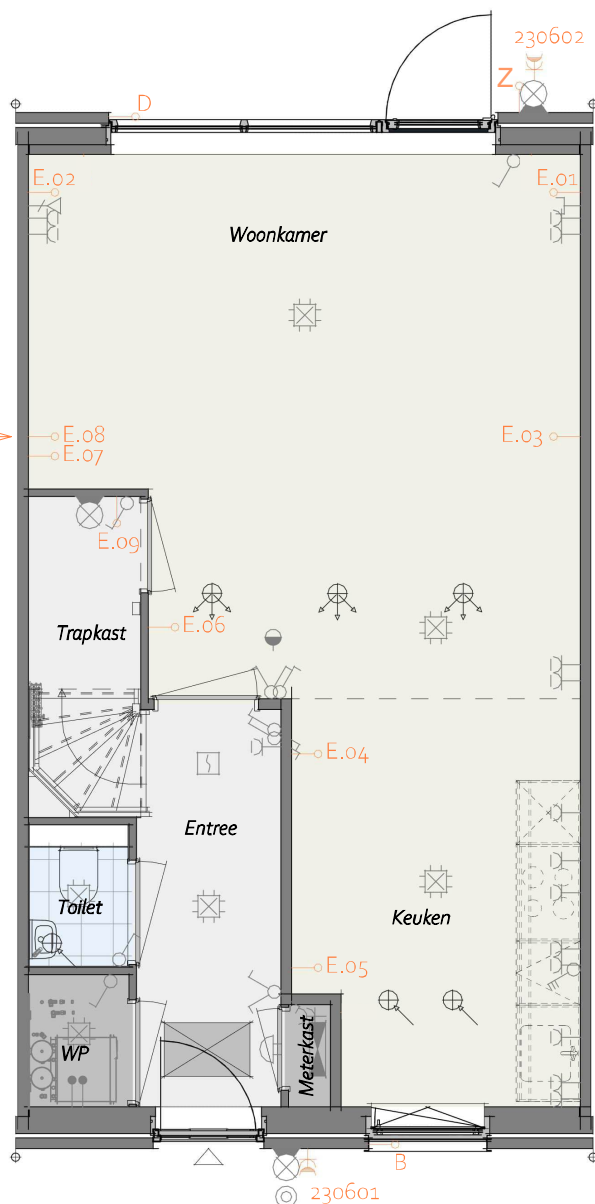 230602
Z
D
E.02
E.01
Woonkamer
E.08
E.03
E.07
E.09
Trapkast
E.06
E.04
Entree
Toilet
Keuken
E.05
WP
Meterkast
B
230601